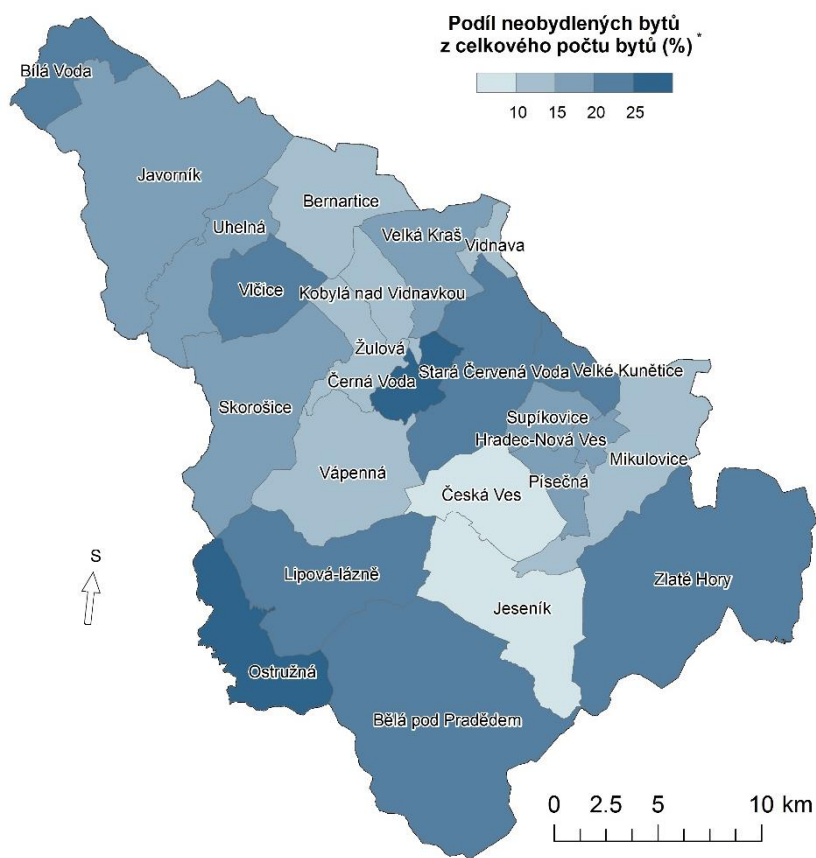 Podíl neobydlených bytů
z celkového počtu bytů (%) *
10 15 20 25
Bílá Voda
Javorník
Bernartice
Uhelná
Velká Kraš
Vidnava
Vlčice
Kobylá nad Vidnavkou
Žulová
Stará Červená Voda
Velké Kunětice
Černá Voda
Skorošice
Supíkovice
Hradec-Nová Ves
Mikulovice
Vápenná
Písečná
Česká Ves
S
Lipová-lázně
Zlaté Hory
Jeseník
Ostružná
Bělá pod Pradědem
0 2.5 5 10 km